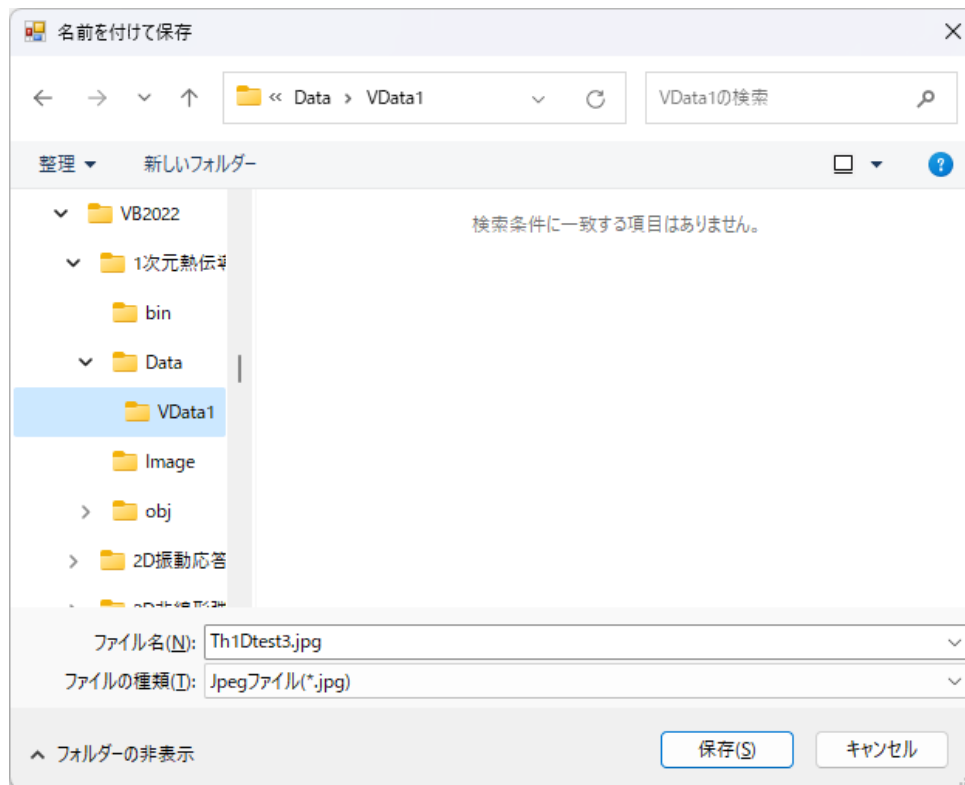 名前を付けて保存
« Data › VData1
VData1の検索
整理
新しいフォルダー
?
VB2022
検索条件に一致する項目はありません。
1次元熱伝
bin
Data
VData1
Image
obj
2D振動応答
ファイル名(N): Th1Dtest3.jpg
ファイルの種類(T): Jpegファイル(*.jpg)
フォルダーの非表示
保存(S)
キャンセル